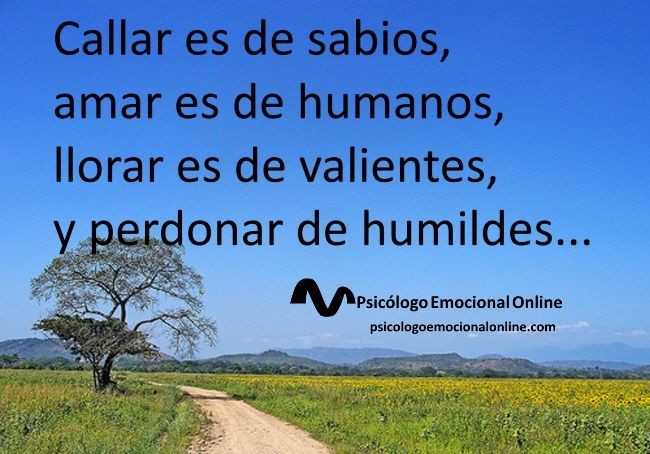 Callar es de sabios,
amar es de humanos,
llorar es de valientes,
y perdonar de humildes...
Psicólogo Emocional Online
psicologoemocionalonline.com